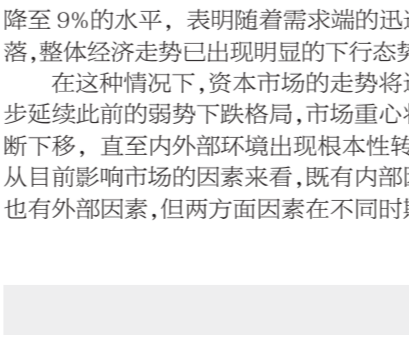 降至 9%的水平，表明随着需求端的迅
落,整体经济走势已出现明显的下行态势
在这种情况下,资本市场的走势将
步延续此前的弱势下跌格局,市场重心
断下移，直至内外部环境出现根本性转
从目前影响市场的因素来看,既有内部因
也有外部因素,但两方面因素在不同时期